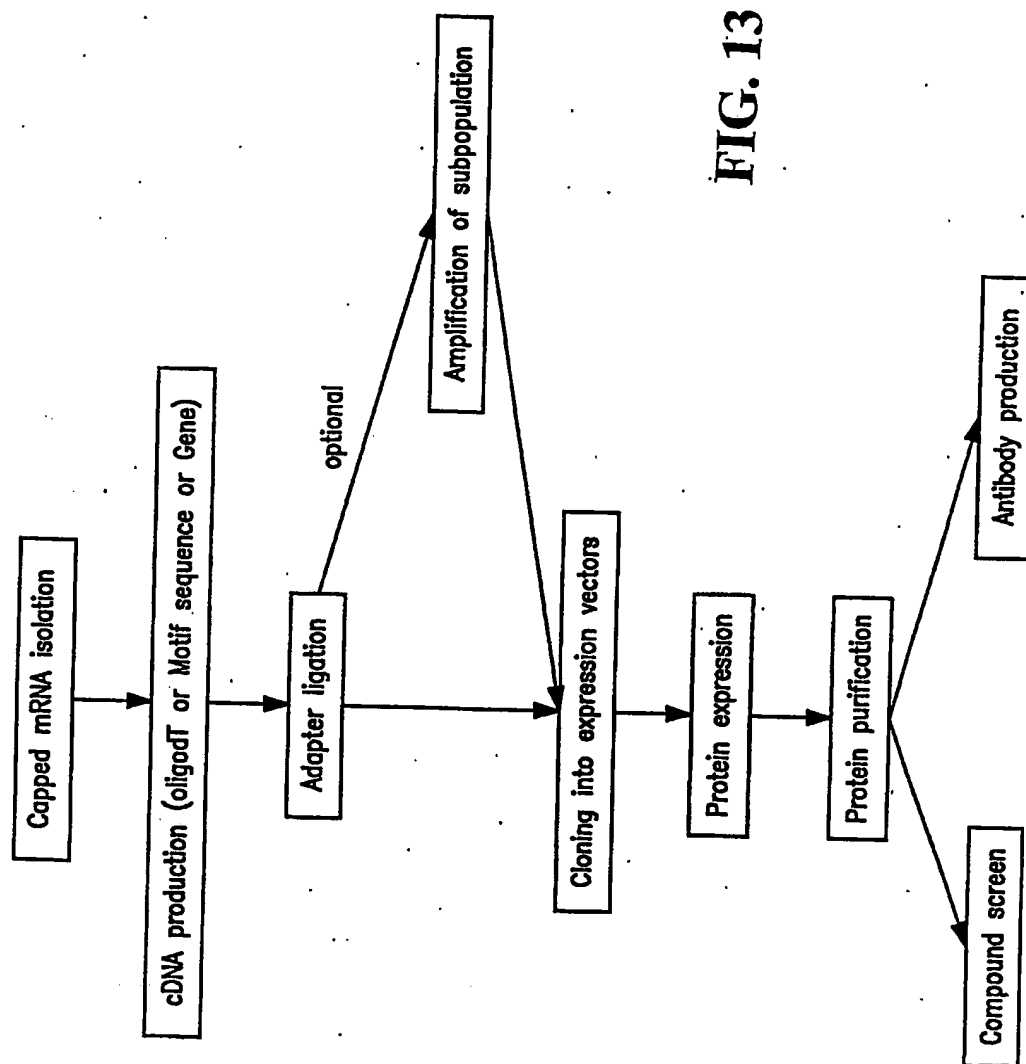 Capped mRNA isolation
cDNA production (oligodT or Motif sequence or Gene)
Adapter ligation
optional
Amplification of subpopulation
Cloning into expression vectors
Protein expression
Protein purification
Compound screen
Antibody production
FIG. 13